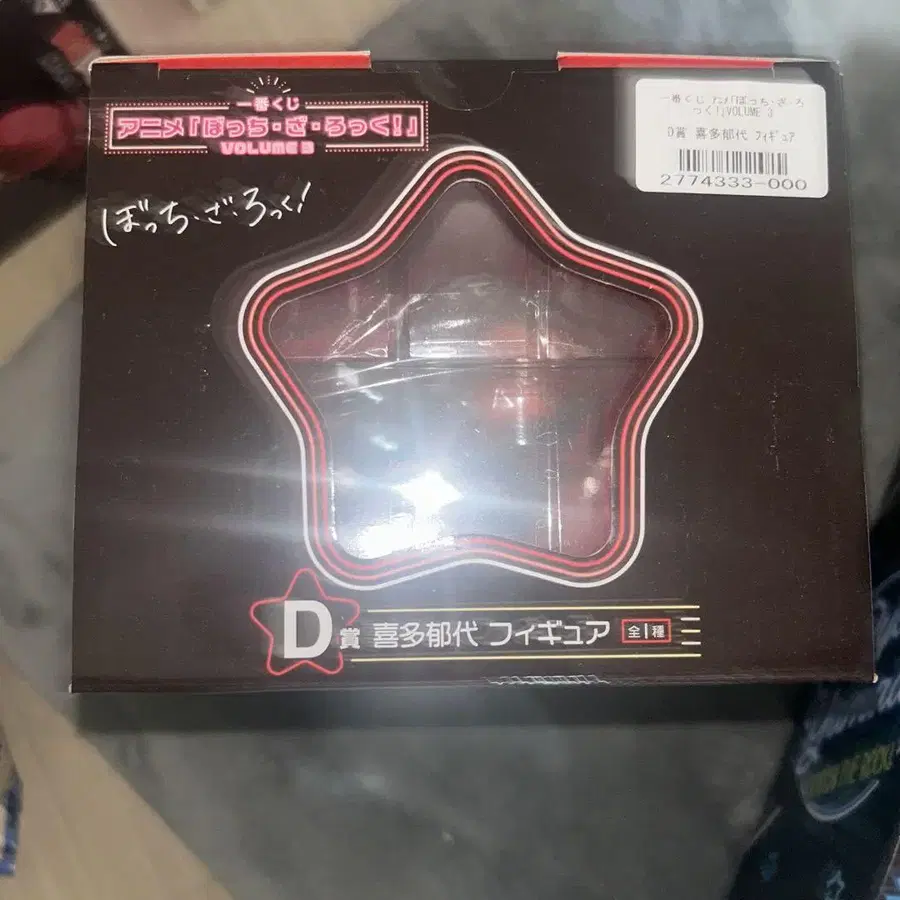 一番くじ
アニメ「ぼっち・ざ・ろっく!」
VOLUME 3
ぼっち・ざ・ろっく!
一番くじ アニメ「ぼっち・ざ・ろ
っく!」VOLUME 3
D賞 喜多郁代 フィギュア
2774333-000
D賞 喜多郁代 フィギュア 全1種